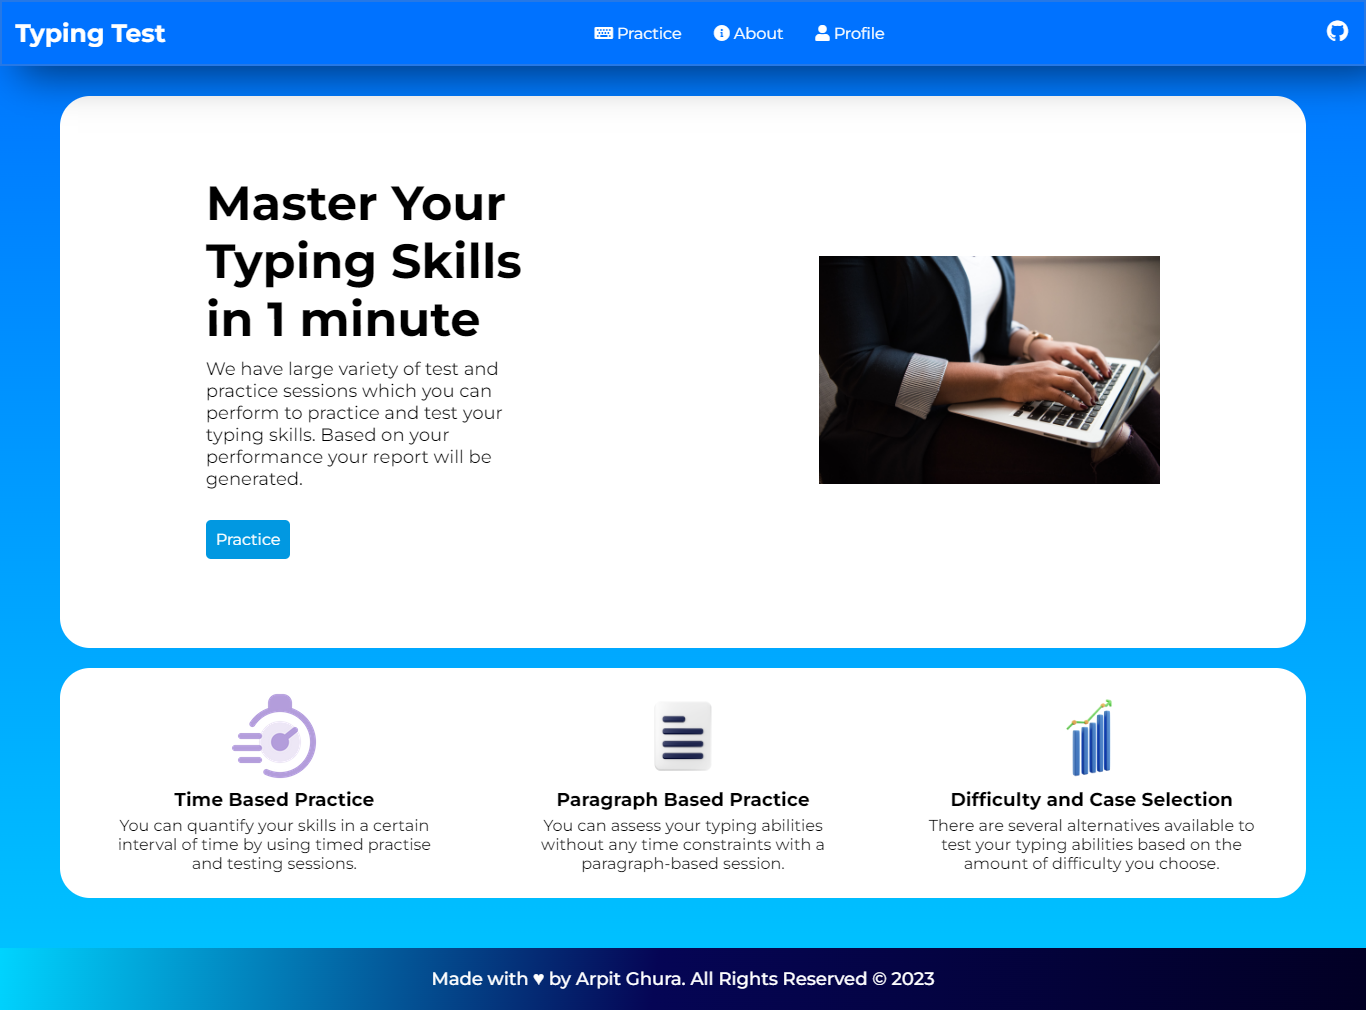 Typing Test
Practice
About
Profile
Master Your
Typing Skills
in 1 minute
We have large variety of test and
practice sessions which you can
perform to practice and test your
typing skills. Based on your
performance your report will be
generated.
Practice
Time Based Practice
You can quantify your skills in a certain
interval of time by using timed practise
and testing sessions.
Paragraph Based Practice
You can assess your typing abilities
without any time constraints with a
paragraph-based session.
Difficulty and Case Selection
There are several alternatives available to
test your typing abilities based on the
amount of difficulty you choose.
Made with ♥ by Arpit Ghura. All Rights Reserved © 2023